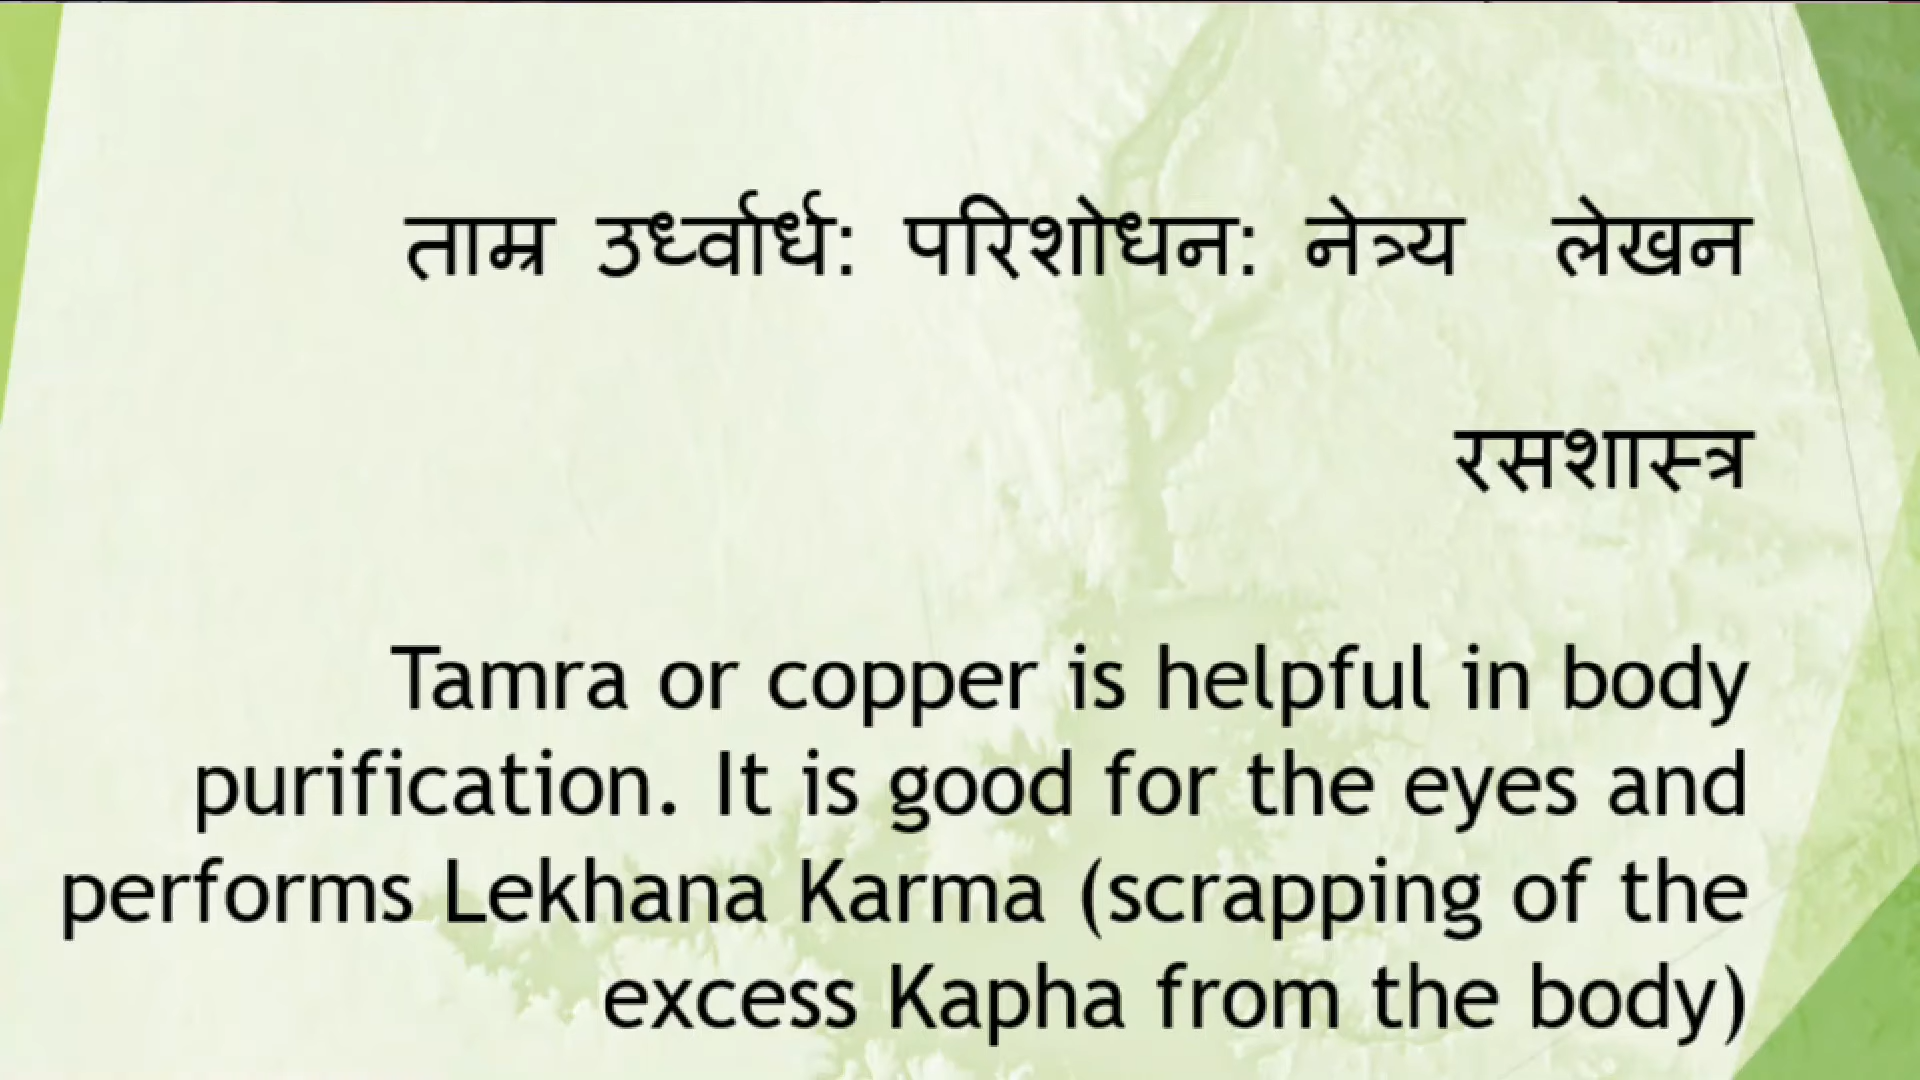 ताम्र उर्ध्वार्ध: परिशोधन: नेत्र्य लेखन
रसशास्त्र
Tamra or copper is helpful in body
purification. It is good for the eyes and
performs Lekhana Karma (scrapping of the
excess Kapha from the body)